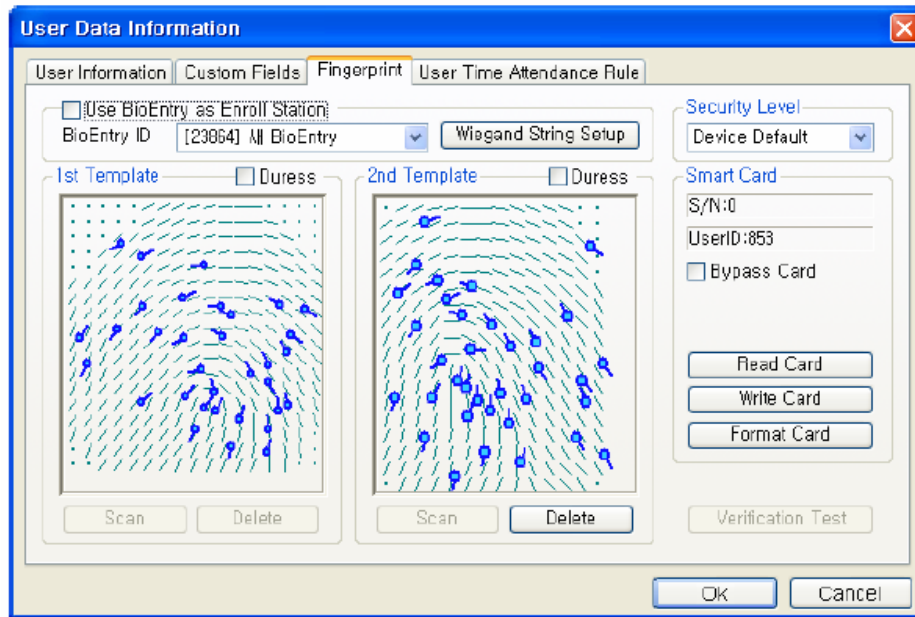 User Data Information
User Information
Custom Fields
Fingerprint
User Time Attendance Rule
Use BioEntry as Enroll Station
BioEntry ID
[23864] All BioEntry
Wiegand String Setup
Security Level
Device Default
1st Template
Duress
2nd Template
Duress
Smart Card
S/N:0
UserID:853
Bypass Card
Read Card
Write Card
Format Card
Scan
Delete
Scan
Delete
Verification Test
Ok
Cancel